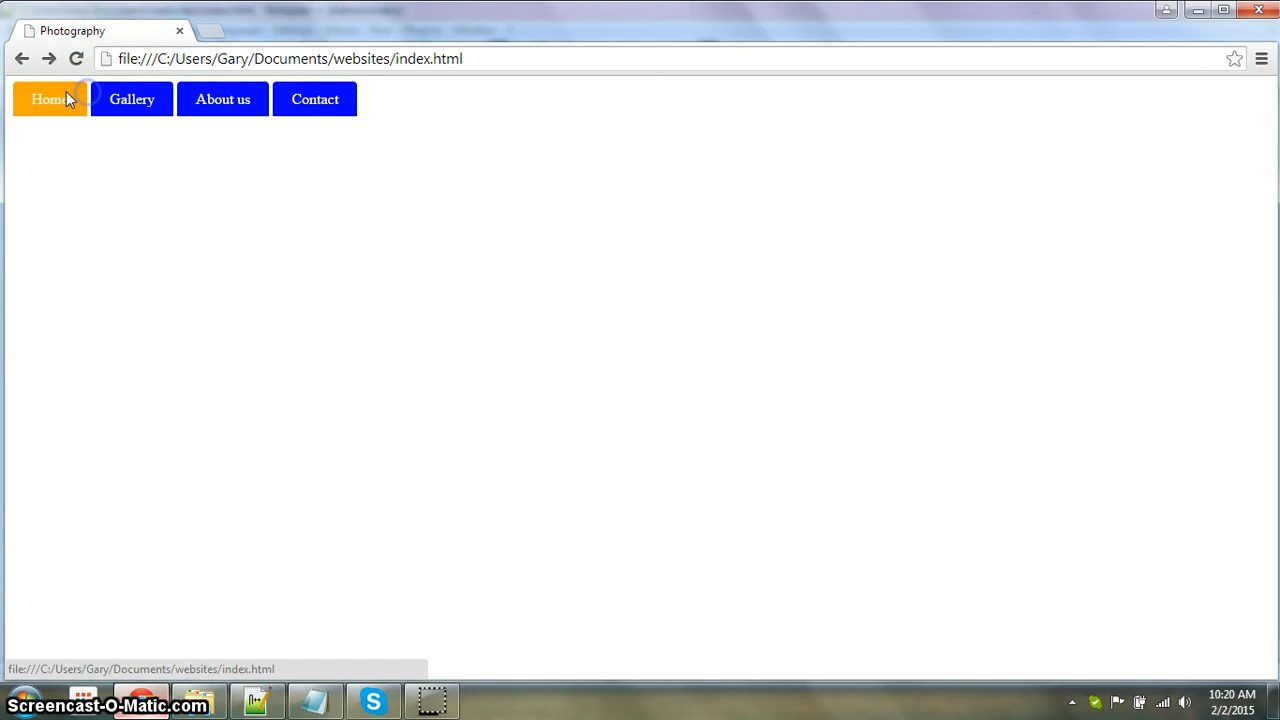 Photography
file:///C:/Users/Gary/Documents/websites/index.html
Home Gallery About us Contact
file:///C:/Users/Gary/Documents/websites/index.html
Screencast-O-Matic.com
10:20 AM
2/2/2015